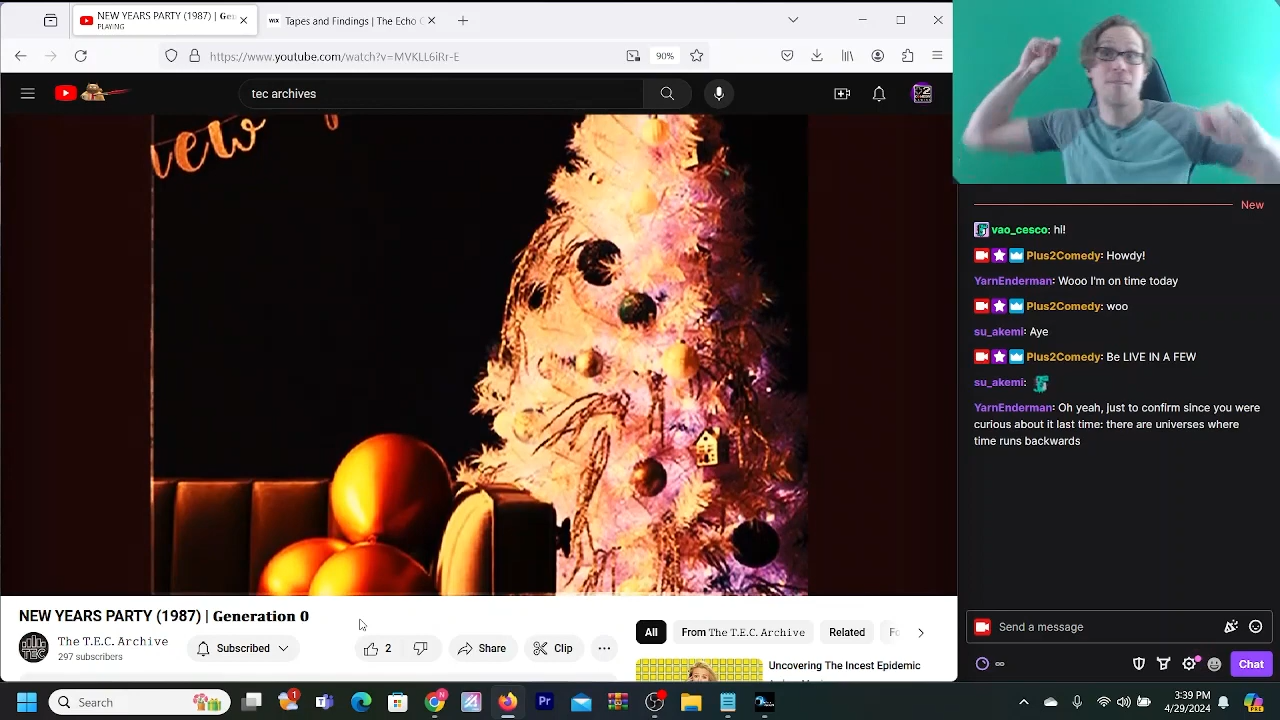 NEW YEARS PARTY (1987) | Gen
PLAYING
Tapes and Findings | The Echo
https://www.youtube.com/watch?v=MVKLL6iRr-E
90%
tec archives
New
vao_cesco: hi!
Plus2Comedy: Howdy!
YarnEnderman: Wooo I'm on time today
Plus2Comedy: woo
su_akemi: Aye
Plus2Comedy: Be LIVE IN A FEW
su_akemi:
YarnEnderman: Oh yeah, just to confirm since you were
curious about it last time: there are universes where
time runs backwards
NEW YEARS PARTY (1987) | Generation 0
The T.E.C. Archive
297 subscribers
Subscribed
2
Share
Clip
All
From The T.E.C. Archive
Related
Uncovering The Incest Epidemic
Send a message
Chat
Search
3:39 PM
4/29/2024